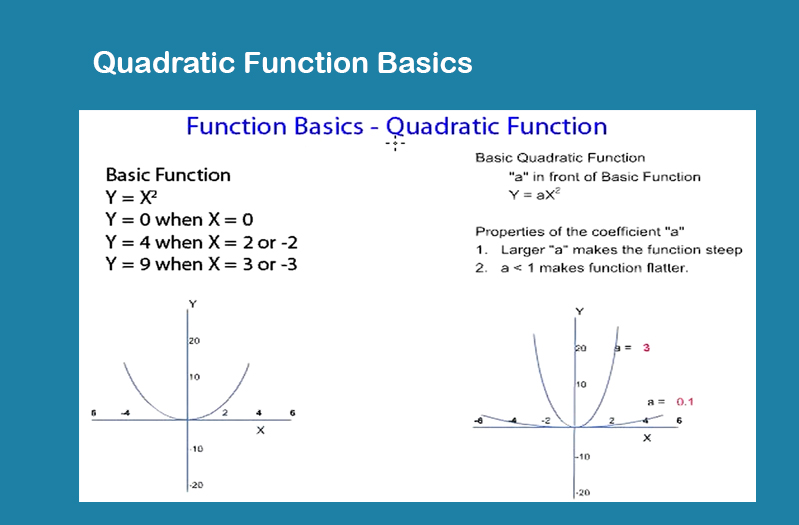 Quadratic Function Basics
Function Basics - Quadratic Function
Basic Function
Y = X²
Y = 0 when X = 0
Y = 4 when X = 2 or -2
Y = 9 when X = 3 or -3
Basic Quadratic Function
"a" in front of Basic Function
Y = aX²
Properties of the coefficient "a"
1. Larger "a" makes the function steep
2. a < 1 makes function flatter.
Y
20
10
6 -4 2 4 6
X
-10
-20
Y
20
a = 3
10
a = 0.1
-6 -4 -2 2 4 6
X
-10
-20